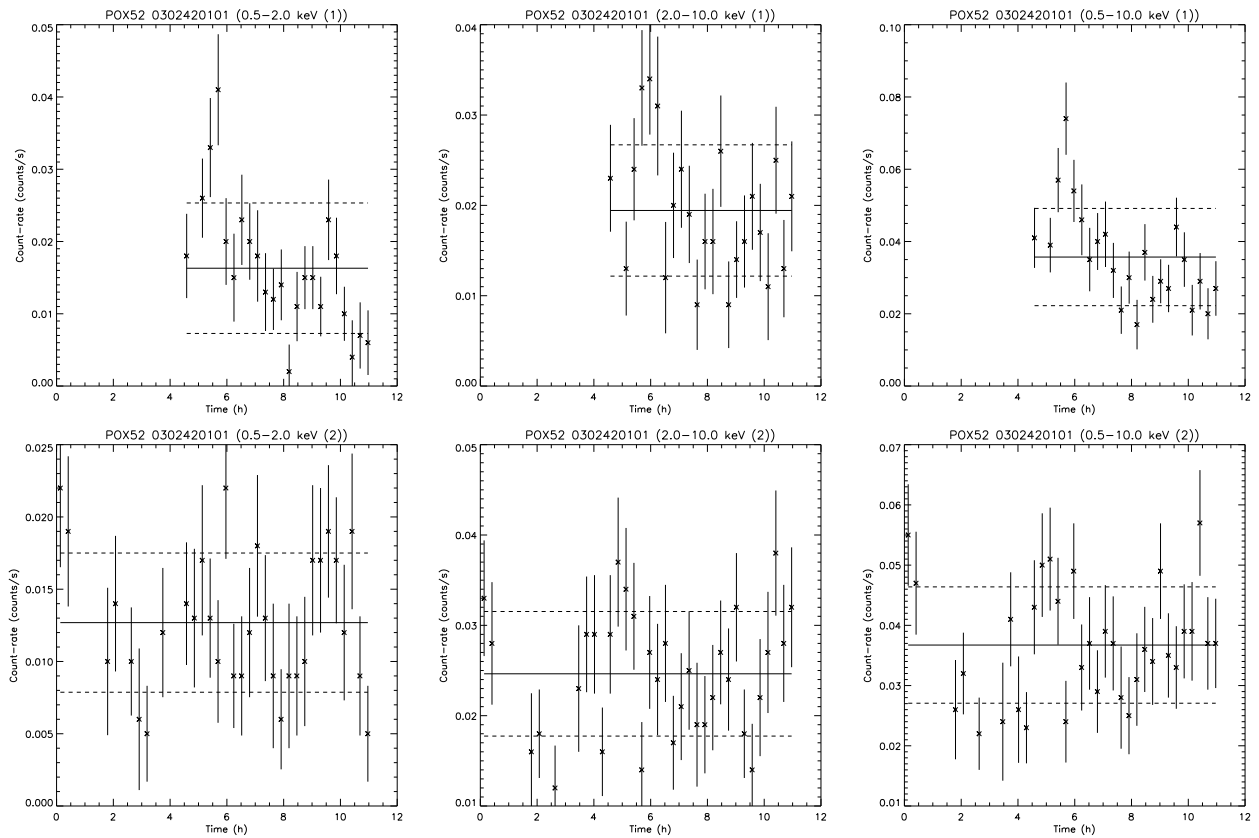 POX52 0302420101 (0.5−2.0 keV (1))
0.05
0.04
0.03
0.02
0.01
0.00
Count-rate (counts/s)
0 2 4 6 8 10 12
Time (h)
POX52 0302420101 (2.0−10.0 keV (1))
0.04
0.03
0.02
0.01
0.00
Count-rate (counts/s)
0 2 4 6 8 10 12
Time (h)
POX52 0302420101 (0.5−10.0 keV (1))
0.10
0.08
0.06
0.04
0.02
0.00
Count-rate (counts/s)
0 2 4 6 8 10 12
Time (h)
POX52 0302420101 (0.5−2.0 keV (2))
0.025
0.020
0.015
0.010
0.005
0.000
Count-rate (counts/s)
0 2 4 6 8 10 12
Time (h)
POX52 0302420101 (2.0−10.0 keV (2))
0.05
0.04
0.03
0.02
0.01
Count-rate (counts/s)
0 2 4 6 8 10 12
Time (h)
POX52 0302420101 (0.5−10.0 keV (2))
0.07
0.06
0.05
0.04
0.03
0.02
0.01
Count-rate (counts/s)
0 2 4 6 8 10 12
Time (h)